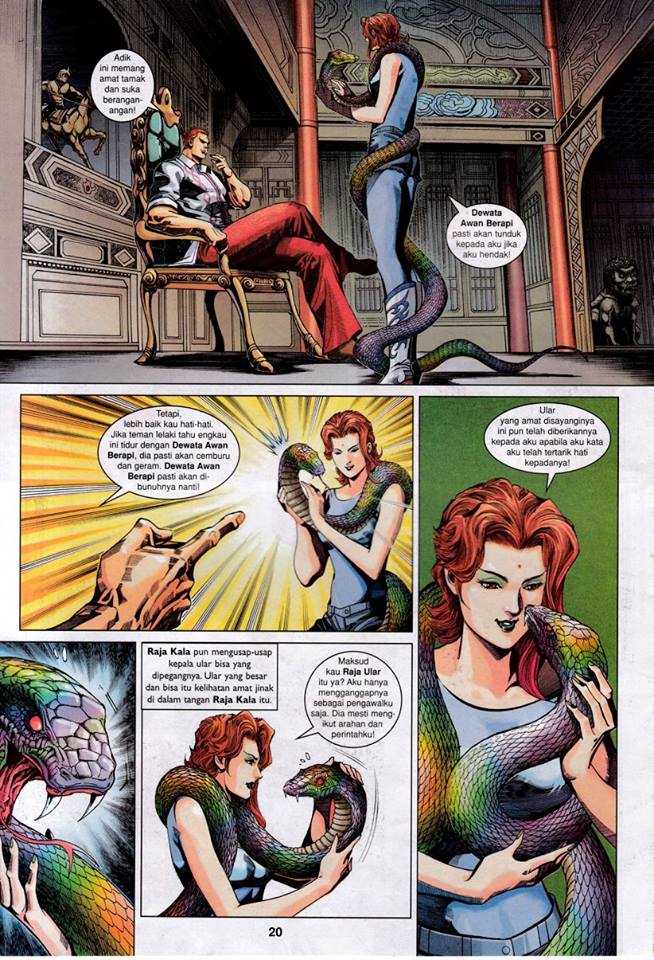 Adik
ini memang
amat tamak
dan suka
berangan-
angan!
Dewata
Awan Berapi
pasti akan tunduk
kepada aku jika
aku hendak!
Tetapi,
lebih baik kau hati-hati.
Jika teman lelaki tahu engkau
ini tidur dengan Dewata Awan
Berapi, dia pasti akan cemburu
dan geram. Dewata Awan
Berapi pasti akan di-
bunuhnya nanti!
Ular
yang amat disayanginya
ini pun telah diberikannya
kepada aku apabila aku kata
aku telah tertarik hati
kepadanya!
Raja Kala pun mengusap-usap
kepala ular bisa yang
dipegangnya. Ular yang besar
dan bisa itu kelihatan amat jinak
di dalam tangan Raja Kala itu.
Maksud
kau Raja Ular
itu ya? Aku hanya
mengganggapnya
sebagai pengawalku
saja. Dia mesti meng-
ikut arahan dan
perintahku!
20